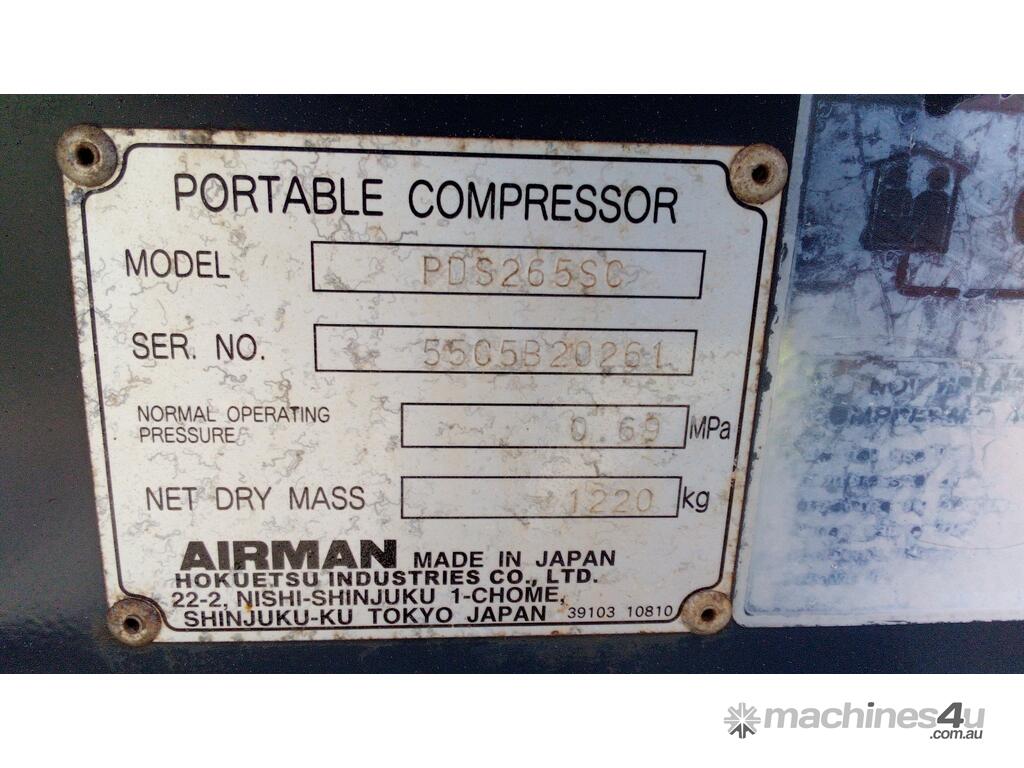 PORTABLE COMPRESSOR
MODEL PDS265SC
SER. NO. 55C5B20261
NORMAL OPERATING PRESSURE 0.69 MPa
NET DRY MASS 1220 kg
AIRMAN MADE IN JAPAN
HOKUETSU INDUSTRIES CO., LTD.
22-2, NISHI-SHINJUKU 1-CHOME,
SHINJUKU-KU TOKYO JAPAN 39103 10810
machines4u
.com.au